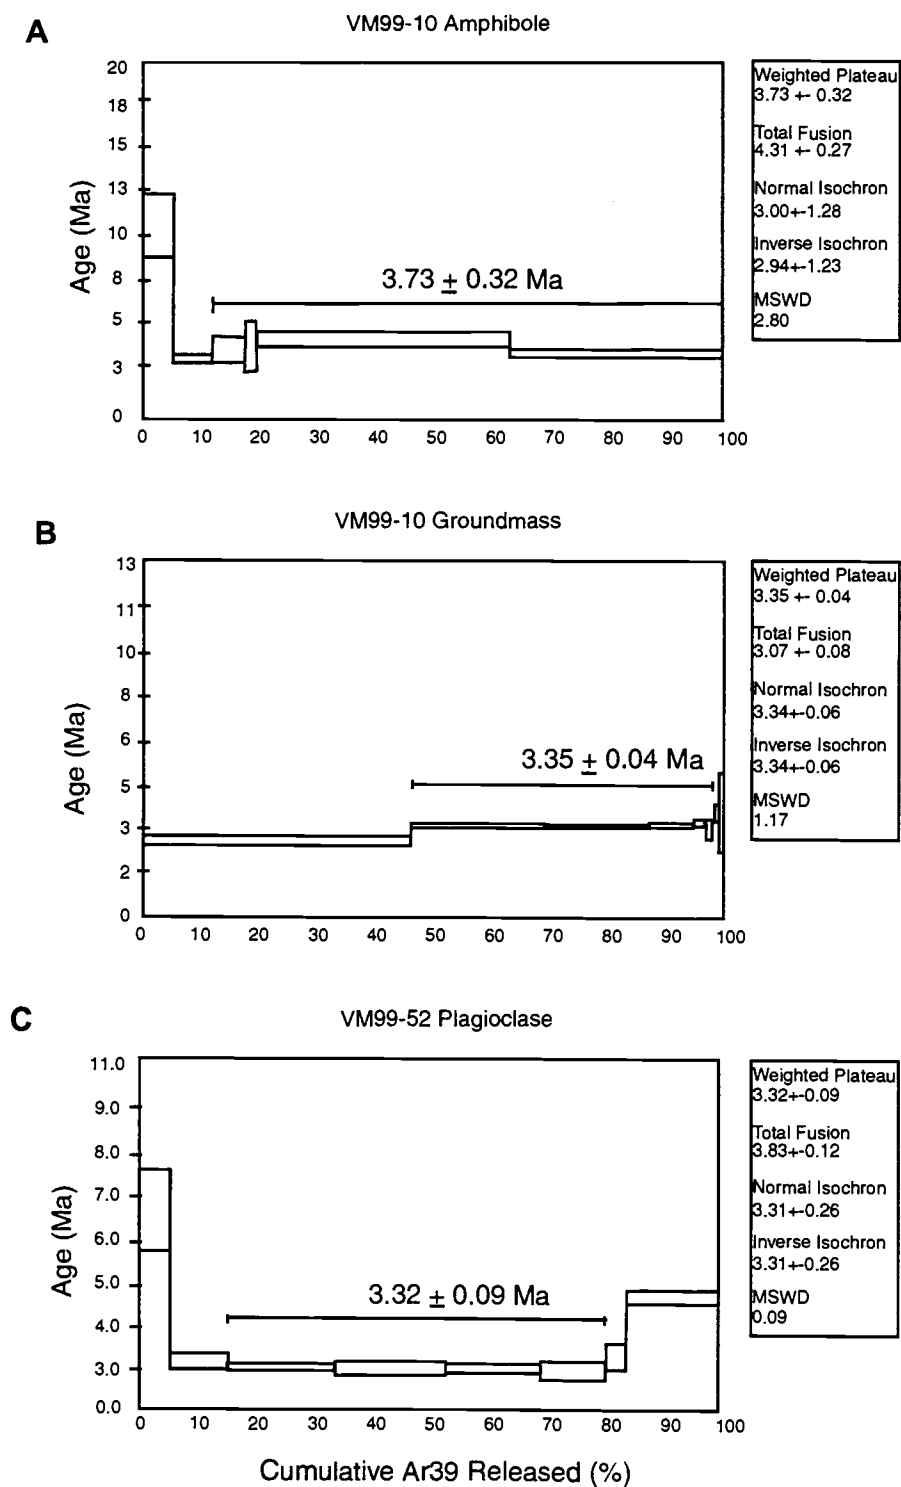 A
VM99-10 Amphibole
Age (Ma)
20
18
15
13
10
8
5
3
0
3.73 ± 0.32 Ma
0 10 20 30 40 50 60 70 80 90 100
Weighted Plateau
3.73 +- 0.32
Total Fusion
4.31 +- 0.27
Normal Isochron
3.00+-1.28
Inverse Isochron
2.94+-1.23
MSWD
2.80
B
VM99-10 Groundmass
Age (Ma)
13
11
10
8
6
5
3
2
0
3.35 ± 0.04 Ma
0 10 20 30 40 50 60 70 80 90 100
Weighted Plateau
3.35 +- 0.04
Total Fusion
3.07 +- 0.08
Normal Isochron
3.34+-0.06
Inverse Isochron
3.34+-0.06
MSWD
1.17
C
VM99-52 Plagioclase
Age (Ma)
11.0
9.0
8.0
7.0
6.0
5.0
4.0
3.0
0.0
3.32 ± 0.09 Ma
0 10 20 30 40 50 60 70 80 90 100
Weighted Plateau
3.32+-0.09
Total Fusion
3.83+-0.12
Normal Isochron
3.31+-0.26
Inverse Isochron
3.31+-0.26
MSWD
0.09
Cumulative Ar39 Released (%)